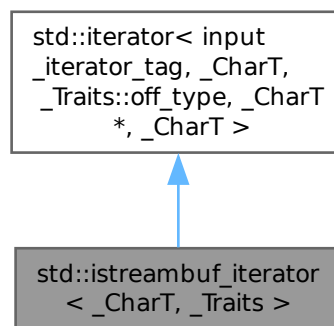 std::iterator< input
_iterator_tag, _CharT,
_Traits::off_type, _CharT
*, _CharT >
std::istreambuf_iterator
< _CharT, _Traits >